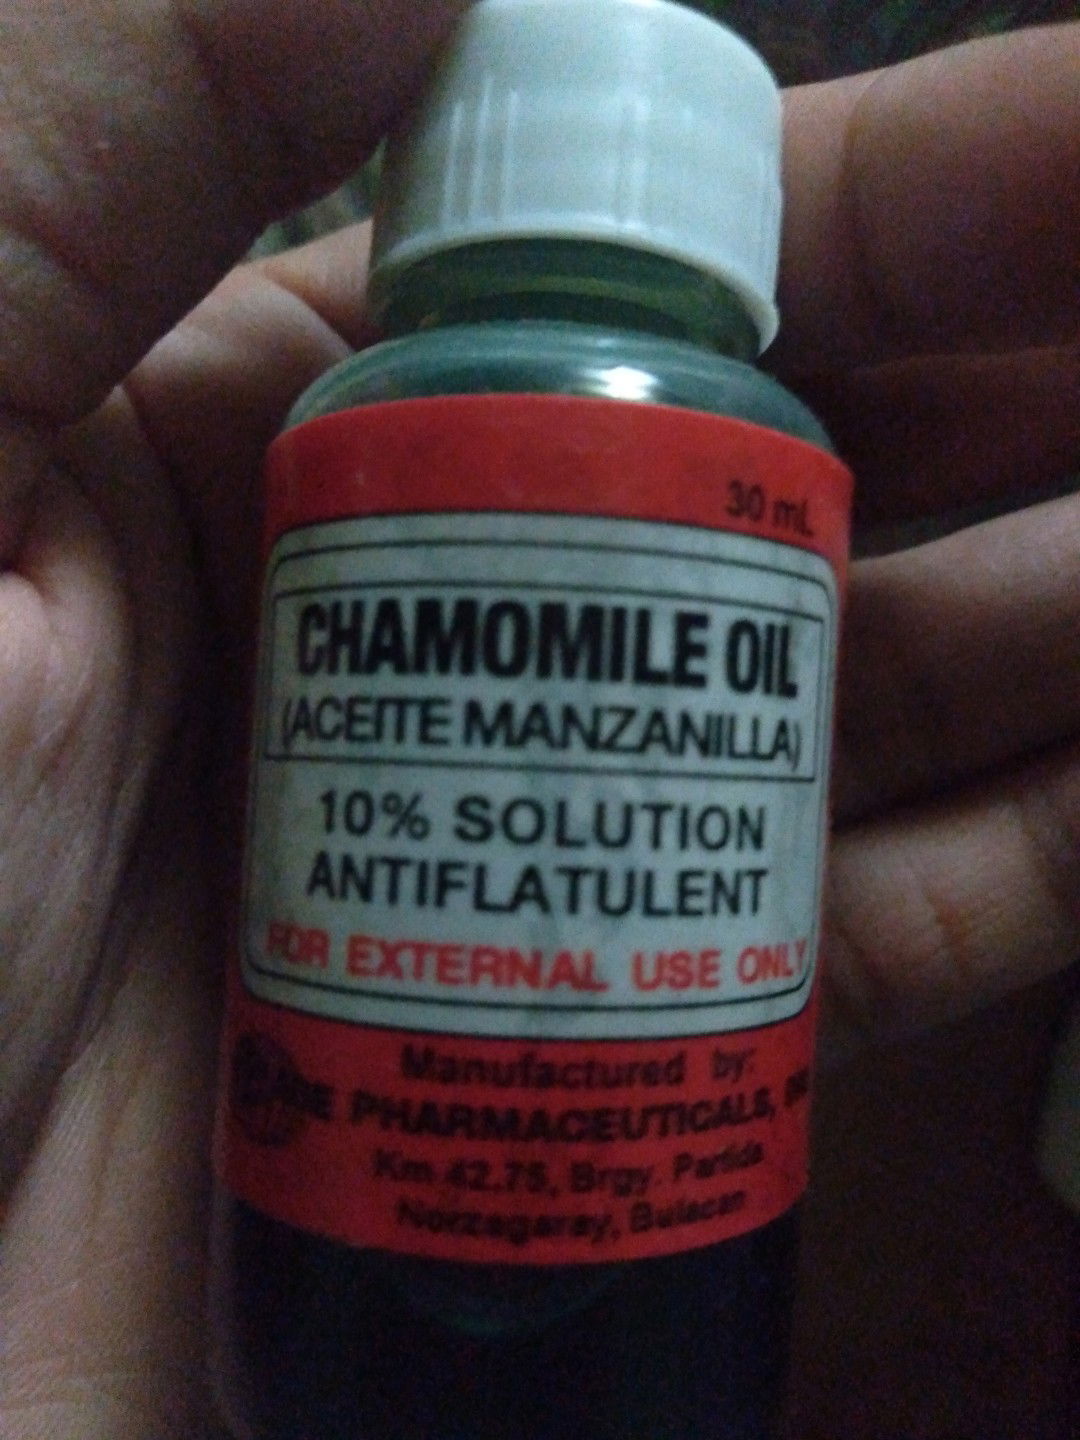 30 mL
CHAMOMILE OIL
(ACEITE MANZANILLA)
10% SOLUTION
ANTIFLATULENT
FOR EXTERNAL USE ONLY
Manufactured by:
PHARMACEUTICALS,
Km 42.75, Brgy. Partida
Norzagaray, Bulacan